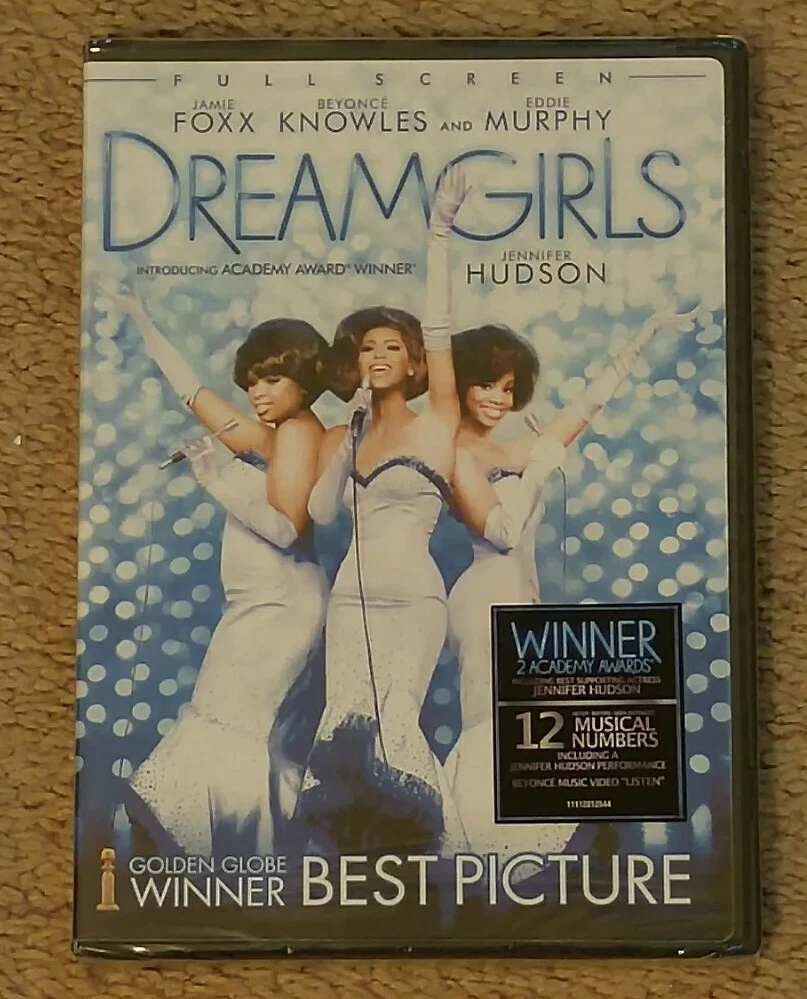 FULL SCREEN
JAMIE FOXX BEYONCÉ KNOWLES AND EDDIE MURPHY
DREAMGIRLS
INTRODUCING ACADEMY AWARD® WINNER® JENNIFER HUDSON
WINNER
2 ACADEMY AWARDS®
INCLUDING BEST SUPPORTING ACTRESS
JENNIFER HUDSON
12 MUSICAL
NUMBERS
INCLUDING A
JENNIFER HUDSON PERFORMANCE
BEYONCÉ MUSIC VIDEO "LISTEN"
GOLDEN GLOBE
WINNER BEST PICTURE